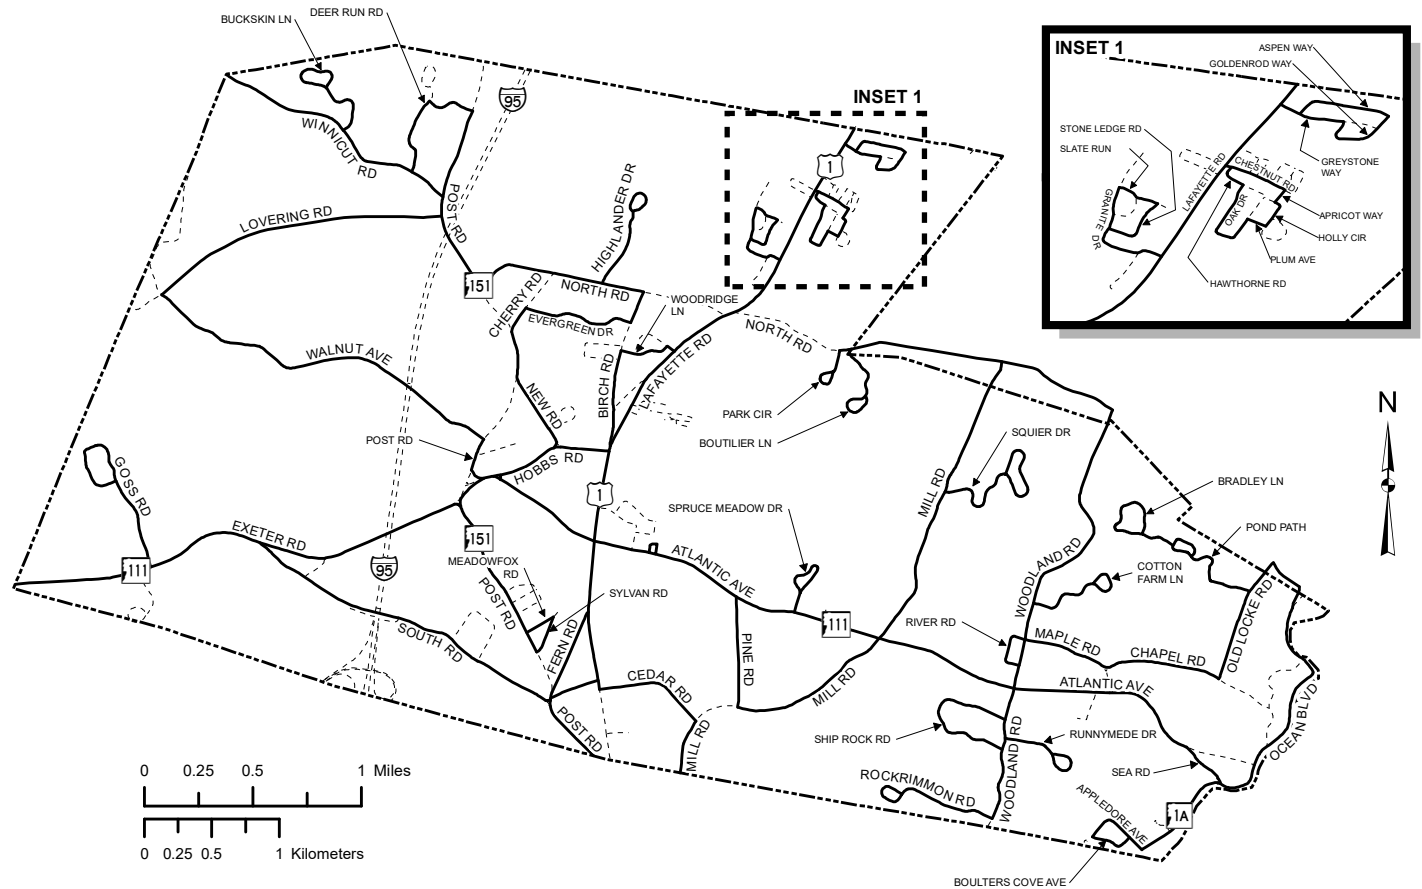 DEER RUN RD
BUCKSKIN LN
95
INSET 1
WINNICUT RD
POST RD
1
HIGHLANDER DR
LOVERING RD
151
NORTH RD
CHERRY RD
EVERGREEN DR
WOODRIDGE
LN
NORTH RD
LAFAYETTE RD
WALNUT AVE
BIRCH RD
NEW RD
PARK CIR
BOUTILIER LN
POST RD
HOBBS RD
SQUIER DR
GOSS RD
1
MILL RD
BRADLEY LN
SPRUCE MEADOW DR
POND PATH
EXETER RD
151
ATLANTIC AVE
WOODLAND RD
COTTON
FARM LN
MEADOWFOX
RD
111
95
SYLVAN RD
POST RD
OLD LOCKE RD
SOUTH RD
FERN RD
111
RIVER RD
MAPLE RD
CHAPEL RD
PINE RD
MILL RD
CEDAR RD
ATLANTIC AVE
OCEAN BLVD
POST RD
MILL RD
SHIP ROCK RD
WOODLAND RD
RUNNYMEDE DR
SEA RD
ROCKRIMMON RD
APPLEDORE AVE
1A
BOULTERS COVE AVE
INSET 1
ASPEN WAY
GOLDENROD WAY
STONE LEDGE RD
SLATE RUN
LAFAYETTE RD
CHESTNUT RD
GREYSTONE
WAY
GRANITE DR
OAK DR
APRICOT WAY
HOLLY CIR
PLUM AVE
HAWTHORNE RD
N
0 0.25 0.5 1 Miles
0 0.25 0.5 1 Kilometers